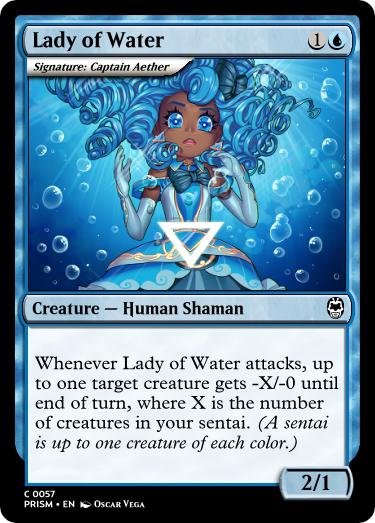 Lady of Water 1
Signature: Captain Aether
Creature — Human Shaman
Whenever Lady of Water attacks, up
to one target creature gets -X/-0 until
end of turn, where X is the number
of creatures in your sentai. (A sentai
is up to one creature of each color.)
2/1
C 0057
PRISM • EN Oscar Vega